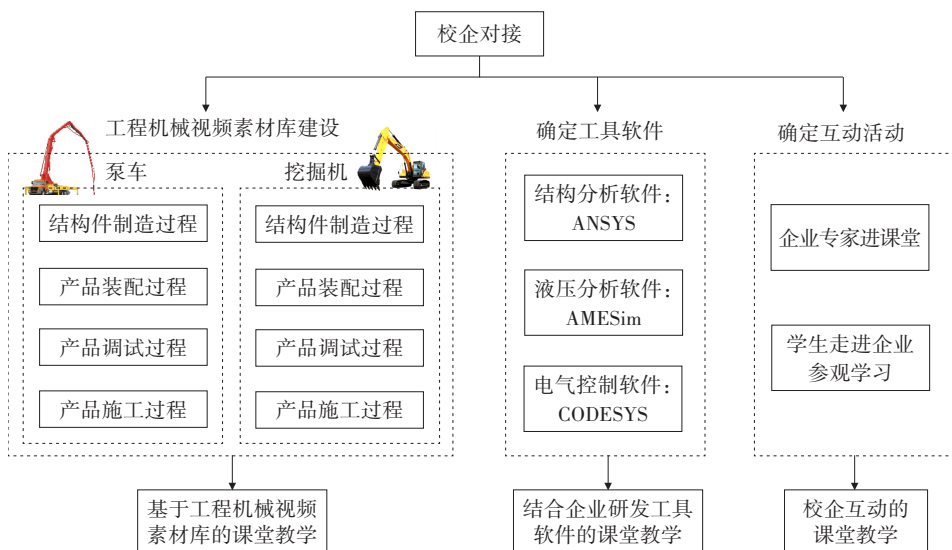 校企对接
工程机械视频素材库建设
确定工具软件
确定互动活动
泵车
挖掘机
结构件制造过程
产品装配过程
产品调试过程
产品施工过程
结构件制造过程
产品装配过程
产品调试过程
产品施工过程
结构分析软件：
ANSYS
液压分析软件：
AMESim
电气控制软件：
CODESYS
企业专家进课堂
学生走进企业
参观学习
基于工程机械视频
素材库的课堂教学
结合企业研发工具
软件的课堂教学
校企互动的
课堂教学